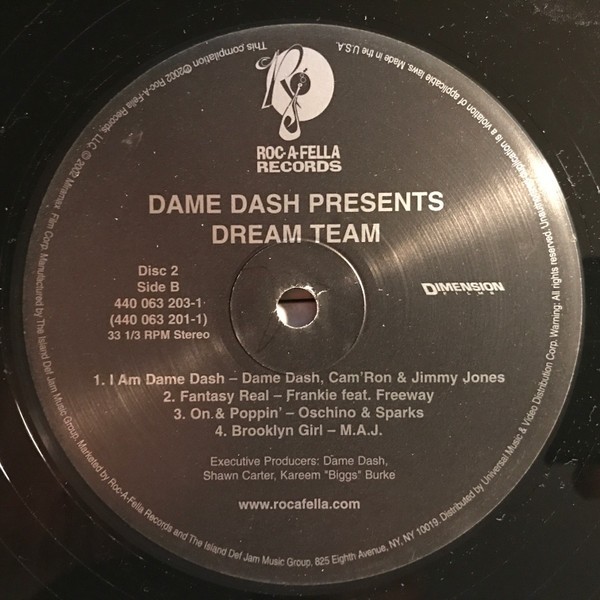 ROC-A-FELLA
RECORDS
DAME DASH PRESENTS
DREAM TEAM
Disc 2
Side B
440 063 203-1
(440 063 201-1)
33 1/3 RPM Stereo
DIMENSION
FILMS
1. I Am Dame Dash – Dame Dash, Cam'Ron & Jimmy Jones
2. Fantasy Real – Frankie feat. Freeway
3. On & Poppin' – Oschino & Sparks
4. Brooklyn Girl – M.A.J.
Executive Producers: Dame Dash,
Shawn Carter, Kareem "Biggs" Burke
www.rocafella.com
This compilation ℗2002 Roc-A-Fella Records, LLC. © 2002 Miramax Film Corp. Manufactured by The Island Def Jam Music Group. Marketed by Roc-A-Fella Records and The Island Def Jam Music Group, 825 Eighth Avenue, NY, NY 10019. Distributed by Universal Music & Video Distribution Corp. Warning: All rights reserved. Unauthorized duplication is a violation of applicable laws. Made in the U.S.A.